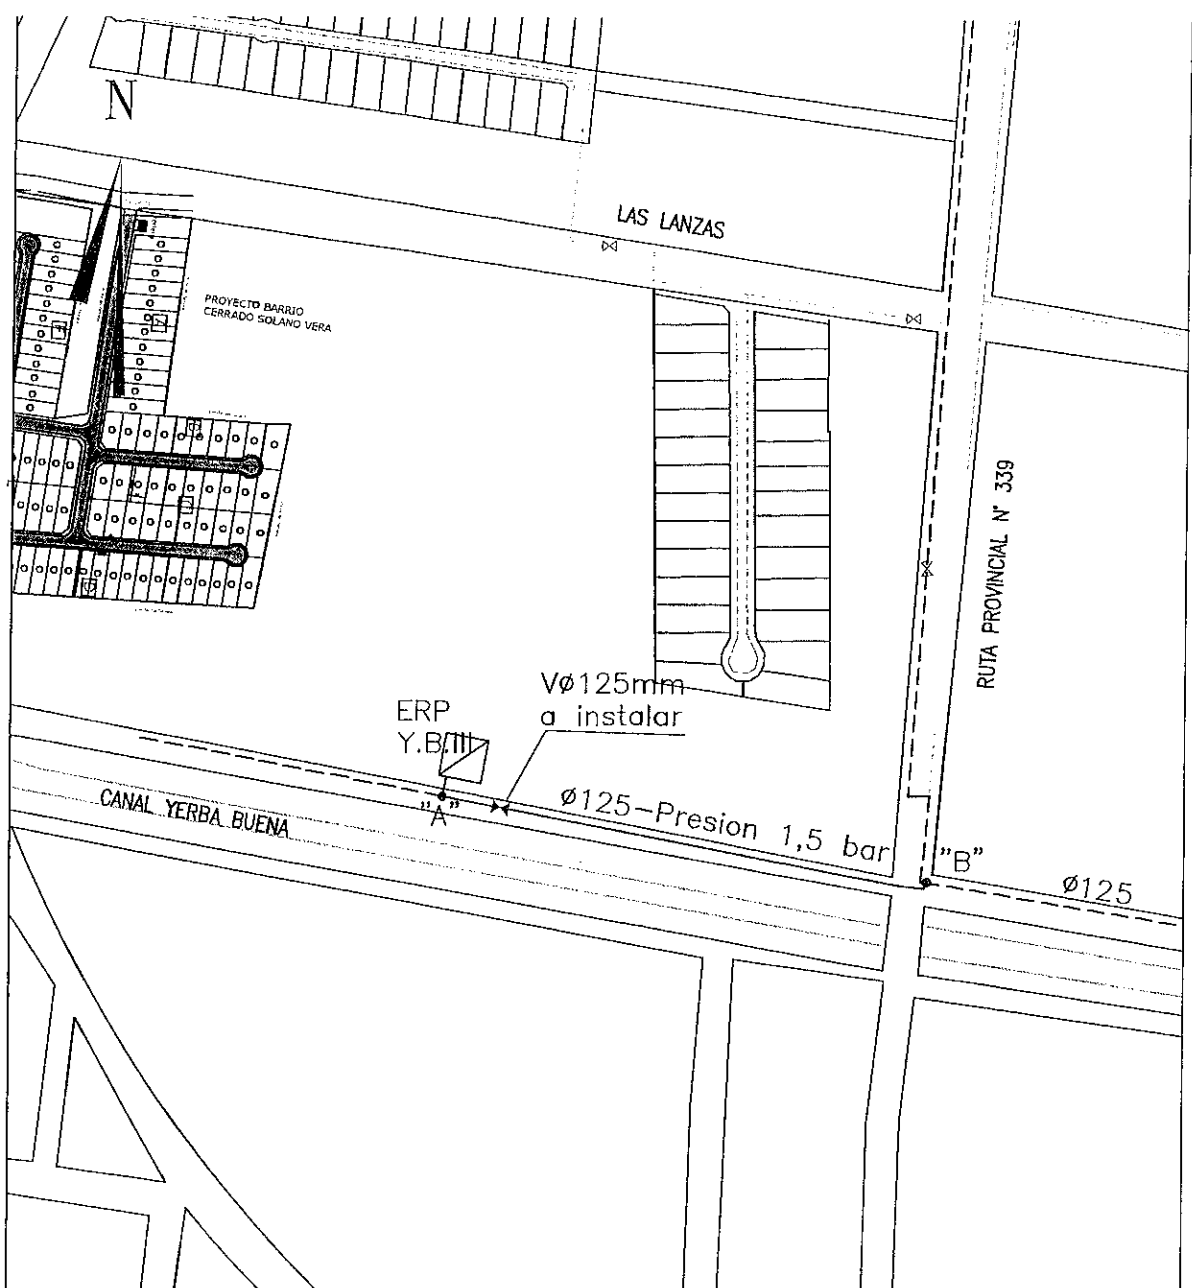 N
LAS LANZAS
PROYECTO BARRIO
CERRADO SOLANO VERA
RUTA PROVINCIAL N° 339
VØ125mm
a instalar
ERP
Y.B.III
CANAL YERBA BUENA
"A"
Ø125-Presion 1,5 bar
"B"
Ø125